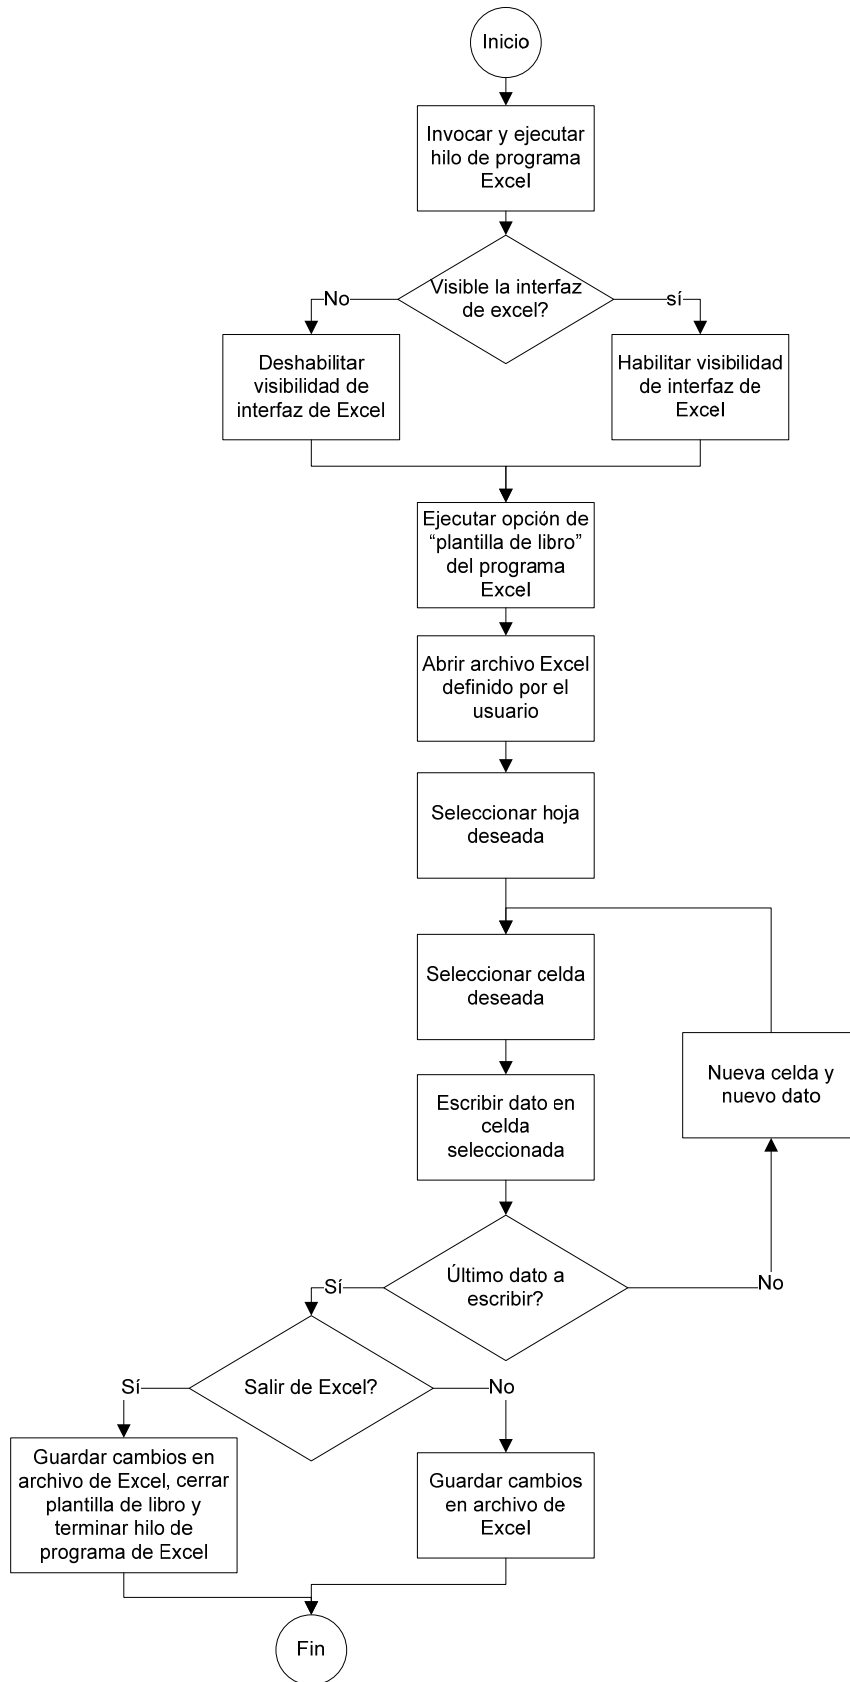 Inicio
Invocar y ejecutar
hilo de programa
Excel
Visible la interfaz
de excel?
No
sí
Deshabilitar
visibilidad de
interfaz de Excel
Habilitar visibilidad
de interfaz de
Excel
Ejecutar opción de
“plantilla de libro”
del programa
Excel
Abrir archivo Excel
definido por el
usuario
Seleccionar hoja
deseada
Seleccionar celda
deseada
Nueva celda y
nuevo dato
Escribir dato en
celda
seleccionada
Último dato a
escribir?
Sí
No
Salir de Excel?
Sí
No
Guardar cambios en
archivo de Excel, cerrar
plantilla de libro y
terminar hilo de
programa de Excel
Guardar cambios
en archivo de
Excel
Fin